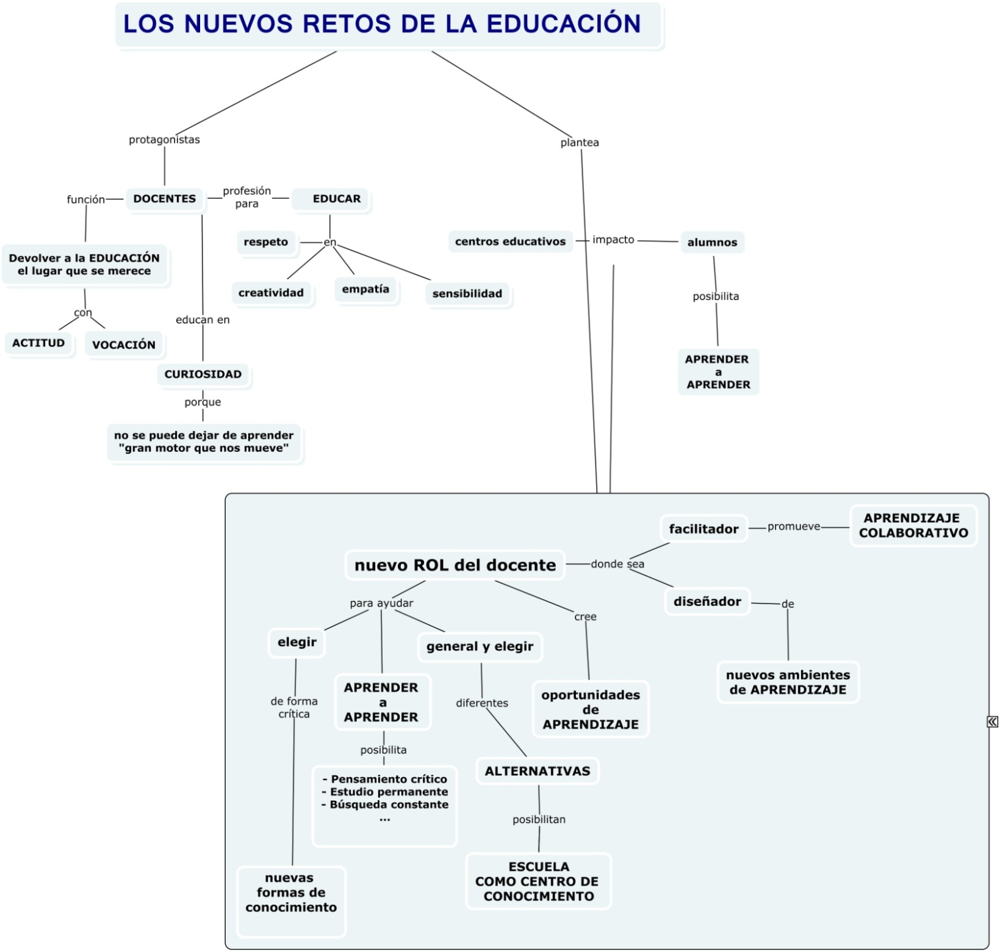 LOS NUEVOS RETOS DE LA EDUCACIÓN
protagonistas
plantea
función
DOCENTES
profesión
para
EDUCAR
Devolver a la EDUCACIÓN
el lugar que se merece
con
ACTITUD
VOCACIÓN
educan en
CURIOSIDAD
porque
no se puede dejar de aprender
"gran motor que nos mueve"
respeto
en
creatividad
empatía
sensibilidad
centros educativos
impacto
alumnos
posibilita
APRENDER
a
APRENDER
nuevo ROL del docente
donde sea
facilitador
promueve
APRENDIZAJE
COLABORATIVO
diseñador
de
nuevos ambientes
de APRENDIZAJE
para ayudar
cree
elegir
de forma
crítica
nuevas
formas de
conocimiento
APRENDER
a
APRENDER
posibilita
- Pensamiento crítico
- Estudio permanente
- Búsqueda constante
...
general y elegir
diferentes
ALTERNATIVAS
posibilitan
ESCUELA
COMO CENTRO DE
CONOCIMIENTO
oportunidades
de
APRENDIZAJE